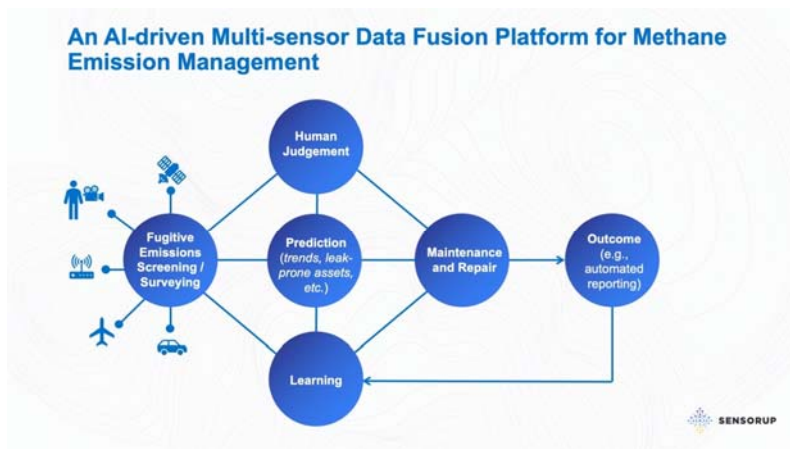 An AI-driven Multi-sensor Data Fusion Platform for Methane
Emission Management
Human
Judgement
Fugitive
Emissions
Screening /
Surveying
Prediction
(trends, leak-
prone assets,
etc.)
Maintenance
and Repair
Outcome
(e.g.,
automated
reporting)
Learning
SENSORUP